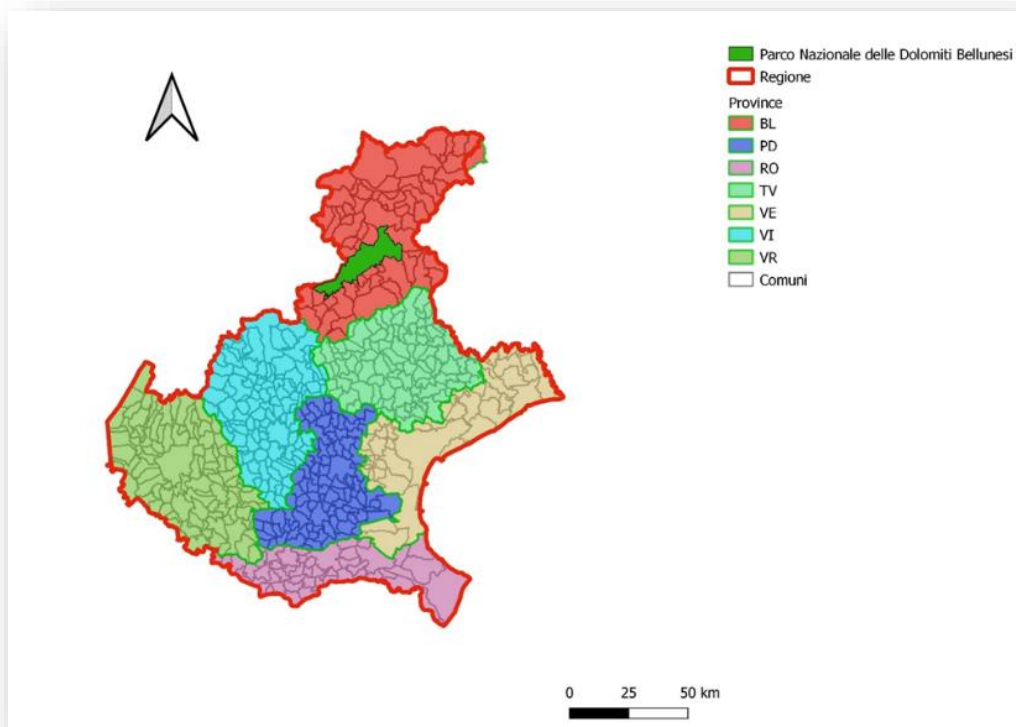 Parco Nazionale delle Dolomiti Bellunesi
Regione
Province
BL
PD
RO
TV
VE
VI
VR
Comuni
0 25 50 km